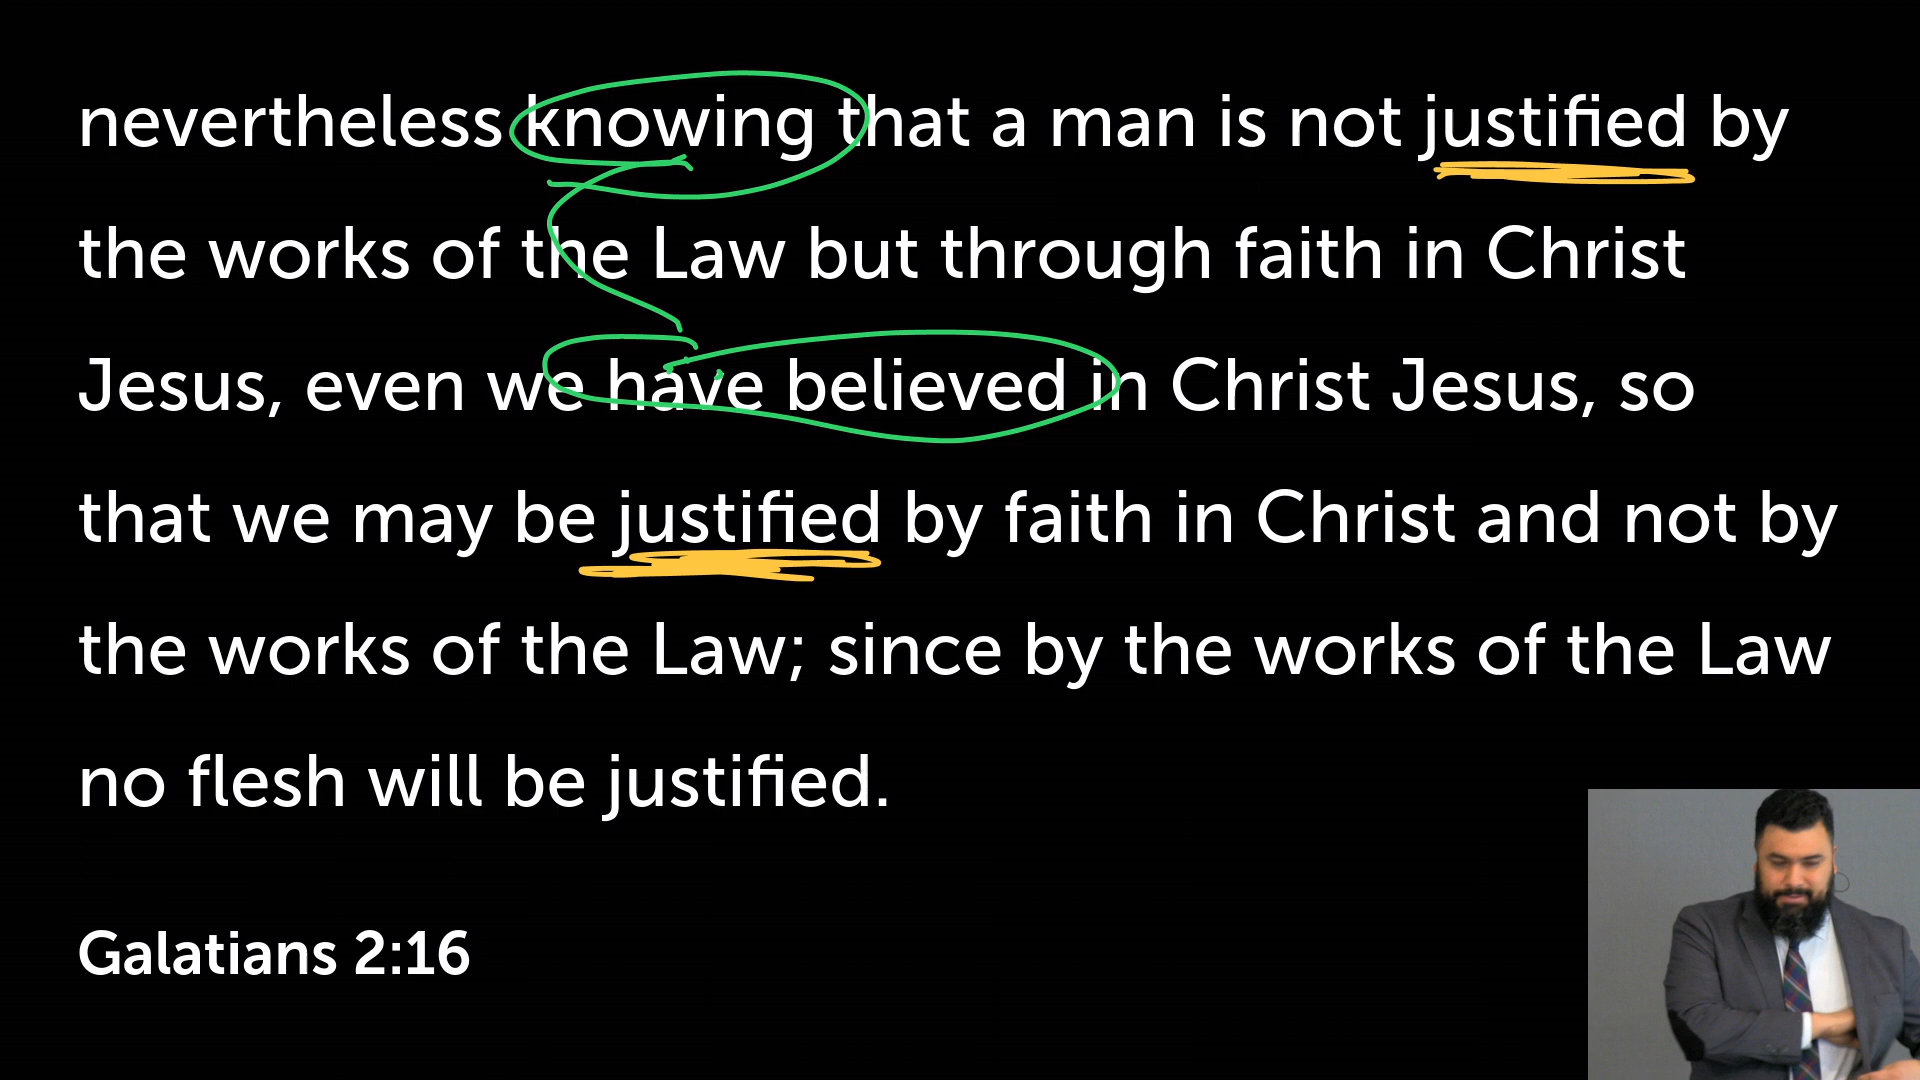 nevertheless knowing that a man is not justified by
the works of the Law but through faith in Christ
Jesus, even we have believed in Christ Jesus, so
that we may be justified by faith in Christ and not by
the works of the Law; since by the works of the Law
no flesh will be justified.
Galatians 2:16